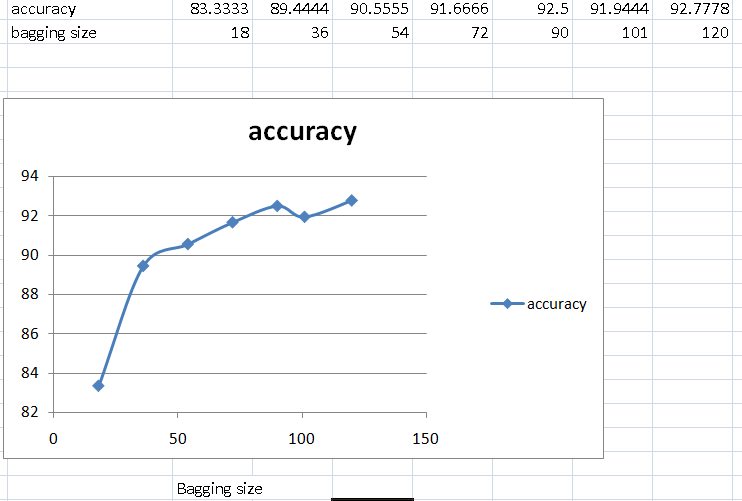 accuracy 83.3333 89.4444 90.5555 91.6666 92.5 91.9444 92.7778
bagging size 18 36 54 72 90 101 120
accuracy
94
92
90
88
86
84
82
accuracy
0 50 100 150
Bagging size